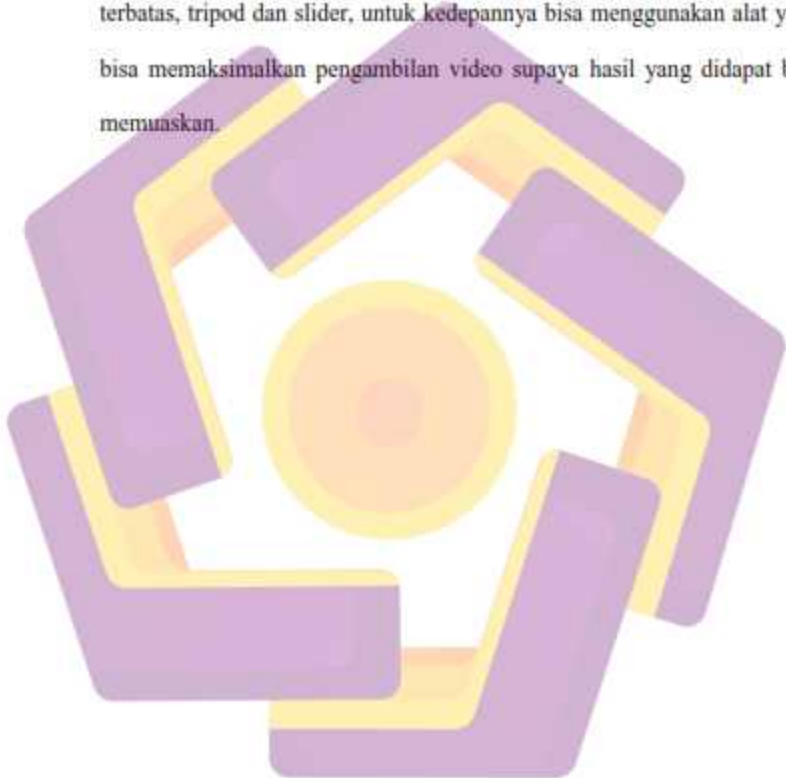 terbatas, tripod dan slider, untuk kedepannya bisa menggunakan alat
bisa memaksimalkan pengambilan video supaya hasil yang didapat
memuaskan.